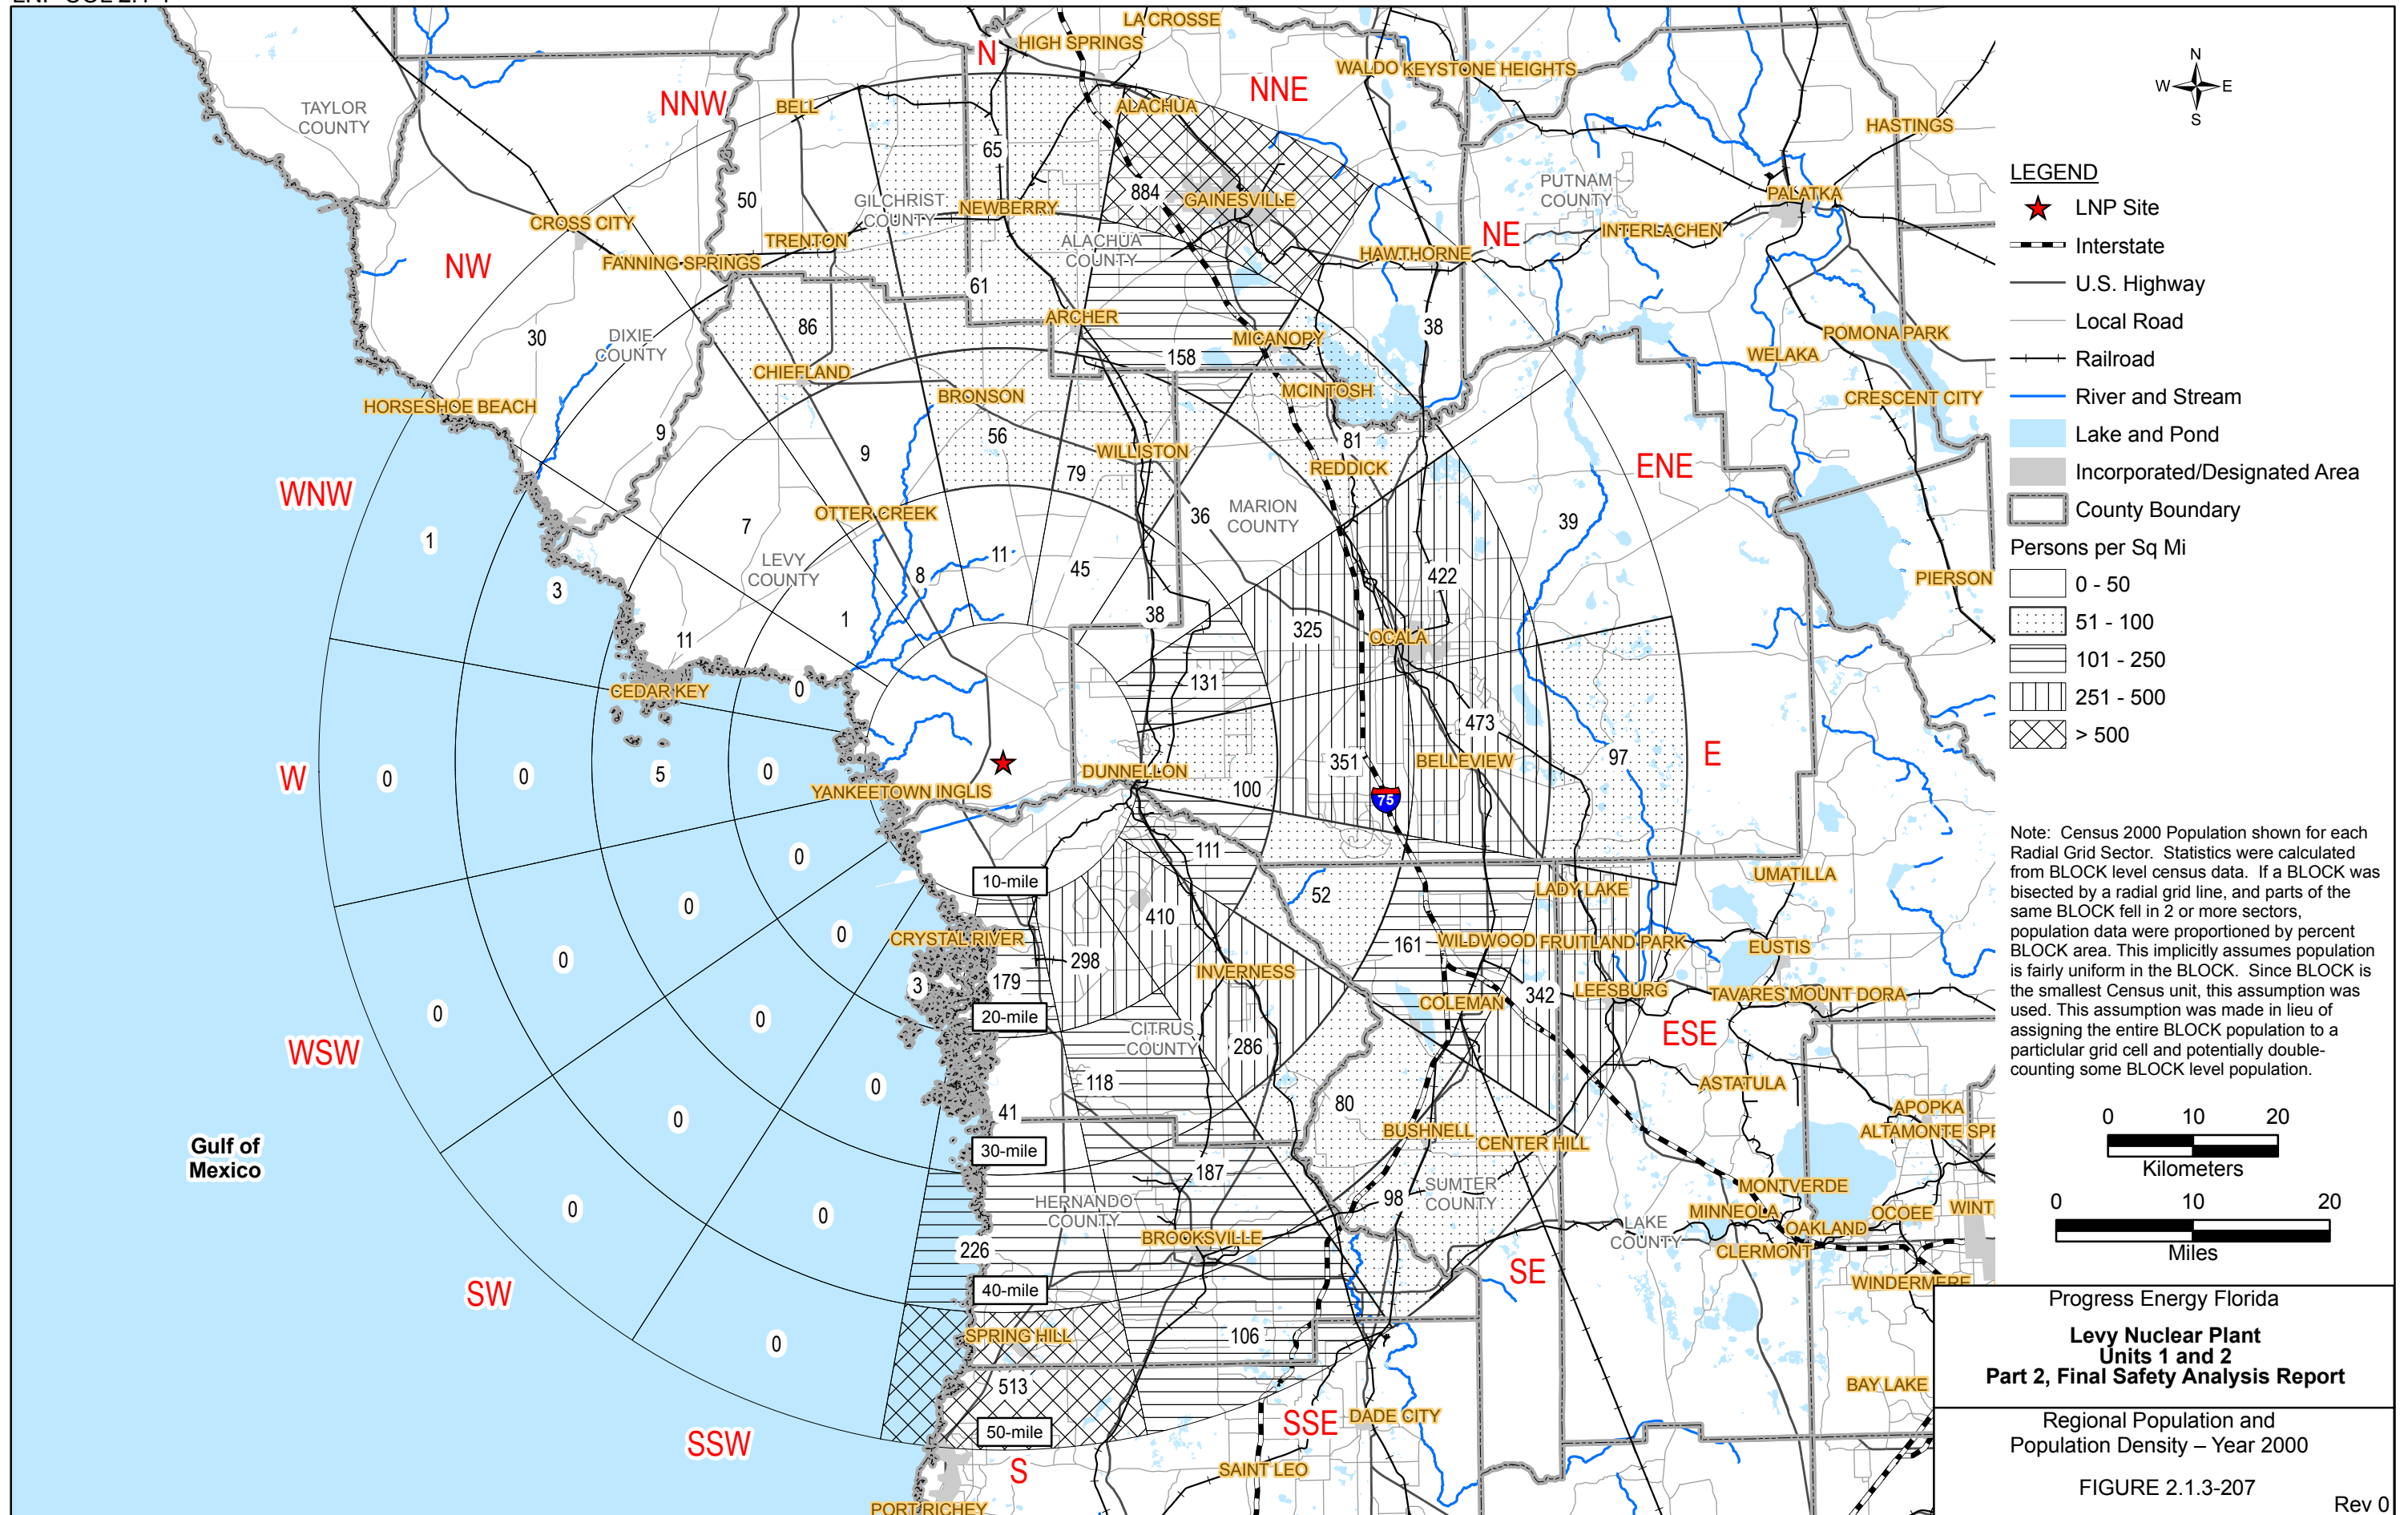 LA CROSSE
HIGH SPRINGS
N
WALDO KEYSTONE HEIGHTS
NNE
NNW
BELL
ALACHUA
TAYLOR
COUNTY
HASTINGS
65
50
884
GAINESVILLE
GILCHRIST
COUNTY
NEWBERRY
PUTNAM
COUNTY
PALATKA
CROSS CITY
TRENTON
ALACHUA
COUNTY
NE
INTERLACHEN
HAWTHORNE
FANNING SPRINGS
NW
61
ARCHER
86
38
30
DIXIE
COUNTY
MICANOPY
158
POMONA PARK
WELAKA
CHIEFLAND
BRONSON
MCINTOSH
CRESCENT CITY
HORSESHOE BEACH
9
56
81
9
WILLISTON
79
REDDICK
ENE
WNW
OTTER CREEK
7
36
MARION
COUNTY
39
1
11
LEVY
COUNTY
8
45
422
PIERSON
3
1
38
325
OCALA
11
CEDAR KEY
0
131
473
W
0
0
5
0
DUNNELLON
351
BELLEVIEW
97
E
YANKEETOWN INGLIS
100
75
0
111
10-mile
52
LADY LAKE
UMATILLA
0
410
0
CRYSTAL RIVER
161
WILDWOOD FRUITLAND PARK
EUSTIS
0
298
INVERNESS
3
179
COLEMAN
342
LEESBURG
TAVARES MOUNT DORA
0
0
20-mile
CITRUS
COUNTY
286
ESE
WSW
0
118
80
ASTATULA
0
41
BUSHNELL
CENTER HILL
APOPKA
ALTAMONTE SPR
Gulf of
Mexico
30-mile
187
98
SUMTER
COUNTY
MONTVERDE
HERNANDO
COUNTY
0
0
MINNEOLA
OCOEE
WINT
OAKLAND
LAKE
COUNTY
CLERMONT
BROOKSVILLE
226
SE
WINDERMERE
SW
40-mile
SPRING HILL
106
0
513
BAY LAKE
SSW
50-mile
SSE
DADE CITY
S
SAINT LEO
PORT RICHEY
N
W
E
S
LEGEND
LNP Site
Interstate
U.S. Highway
Local Road
Railroad
River and Stream
Lake and Pond
Incorporated/Designated Area
County Boundary
Persons per Sq Mi
0 - 50
51 - 100
101 - 250
251 - 500
> 500
Note: Census 2000 Population shown for each
Radial Grid Sector. Statistics were calculated
from BLOCK level census data. If a BLOCK was
bisected by a radial grid line, and parts of the
same BLOCK fell in 2 or more sectors,
population data were proportioned by percent
BLOCK area. This implicitly assumes population
is fairly uniform in the BLOCK. Since BLOCK is
the smallest Census unit, this assumption was
used. This assumption was made in lieu of
assigning the entire BLOCK population to a
particlular grid cell and potentially double-
counting some BLOCK level population.
0 10 20
Kilometers
0 10 20
Miles
Progress Energy Florida
Levy Nuclear Plant
Units 1 and 2
Part 2, Final Safety Analysis Report
Regional Population and
Population Density – Year 2000
FIGURE 2.1.3-207
Rev 0